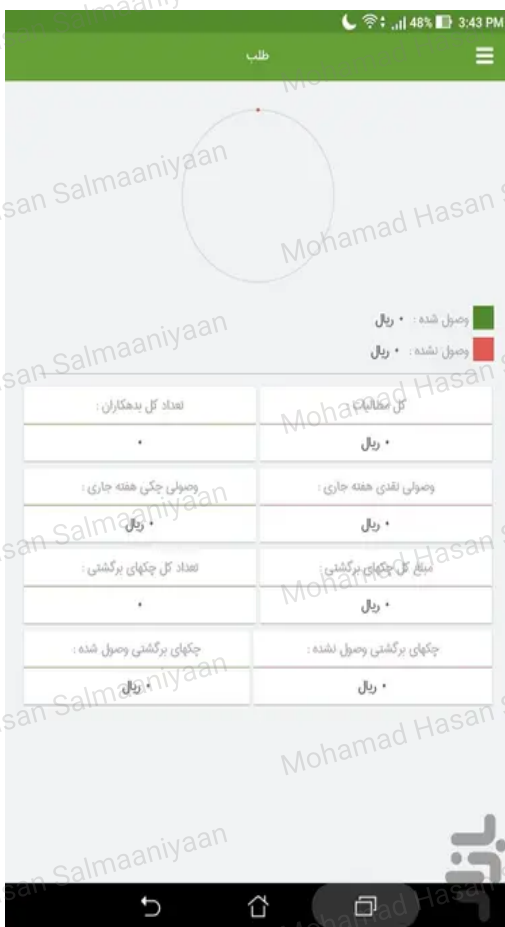 48% 3:43 PM
طلب
وصول شده : ۰ ریال
وصول نشده : ۰ ریال
کل مطالبات : تعداد کل بدهکاران :
۰ ریال ۰
وصولی نقدی هفته جاری : وصولی چکی هفته جاری :
۰ ریال ۰ ریال
مبلغ کل چکهای برگشتی : تعداد کل چکهای برگشتی :
۰ ریال ۰
چکهای برگشتی وصول نشده : چکهای برگشتی وصول شده :
۰ ریال ۰ ریال
Mohamad Hasan Salmaaniyaan
بازار